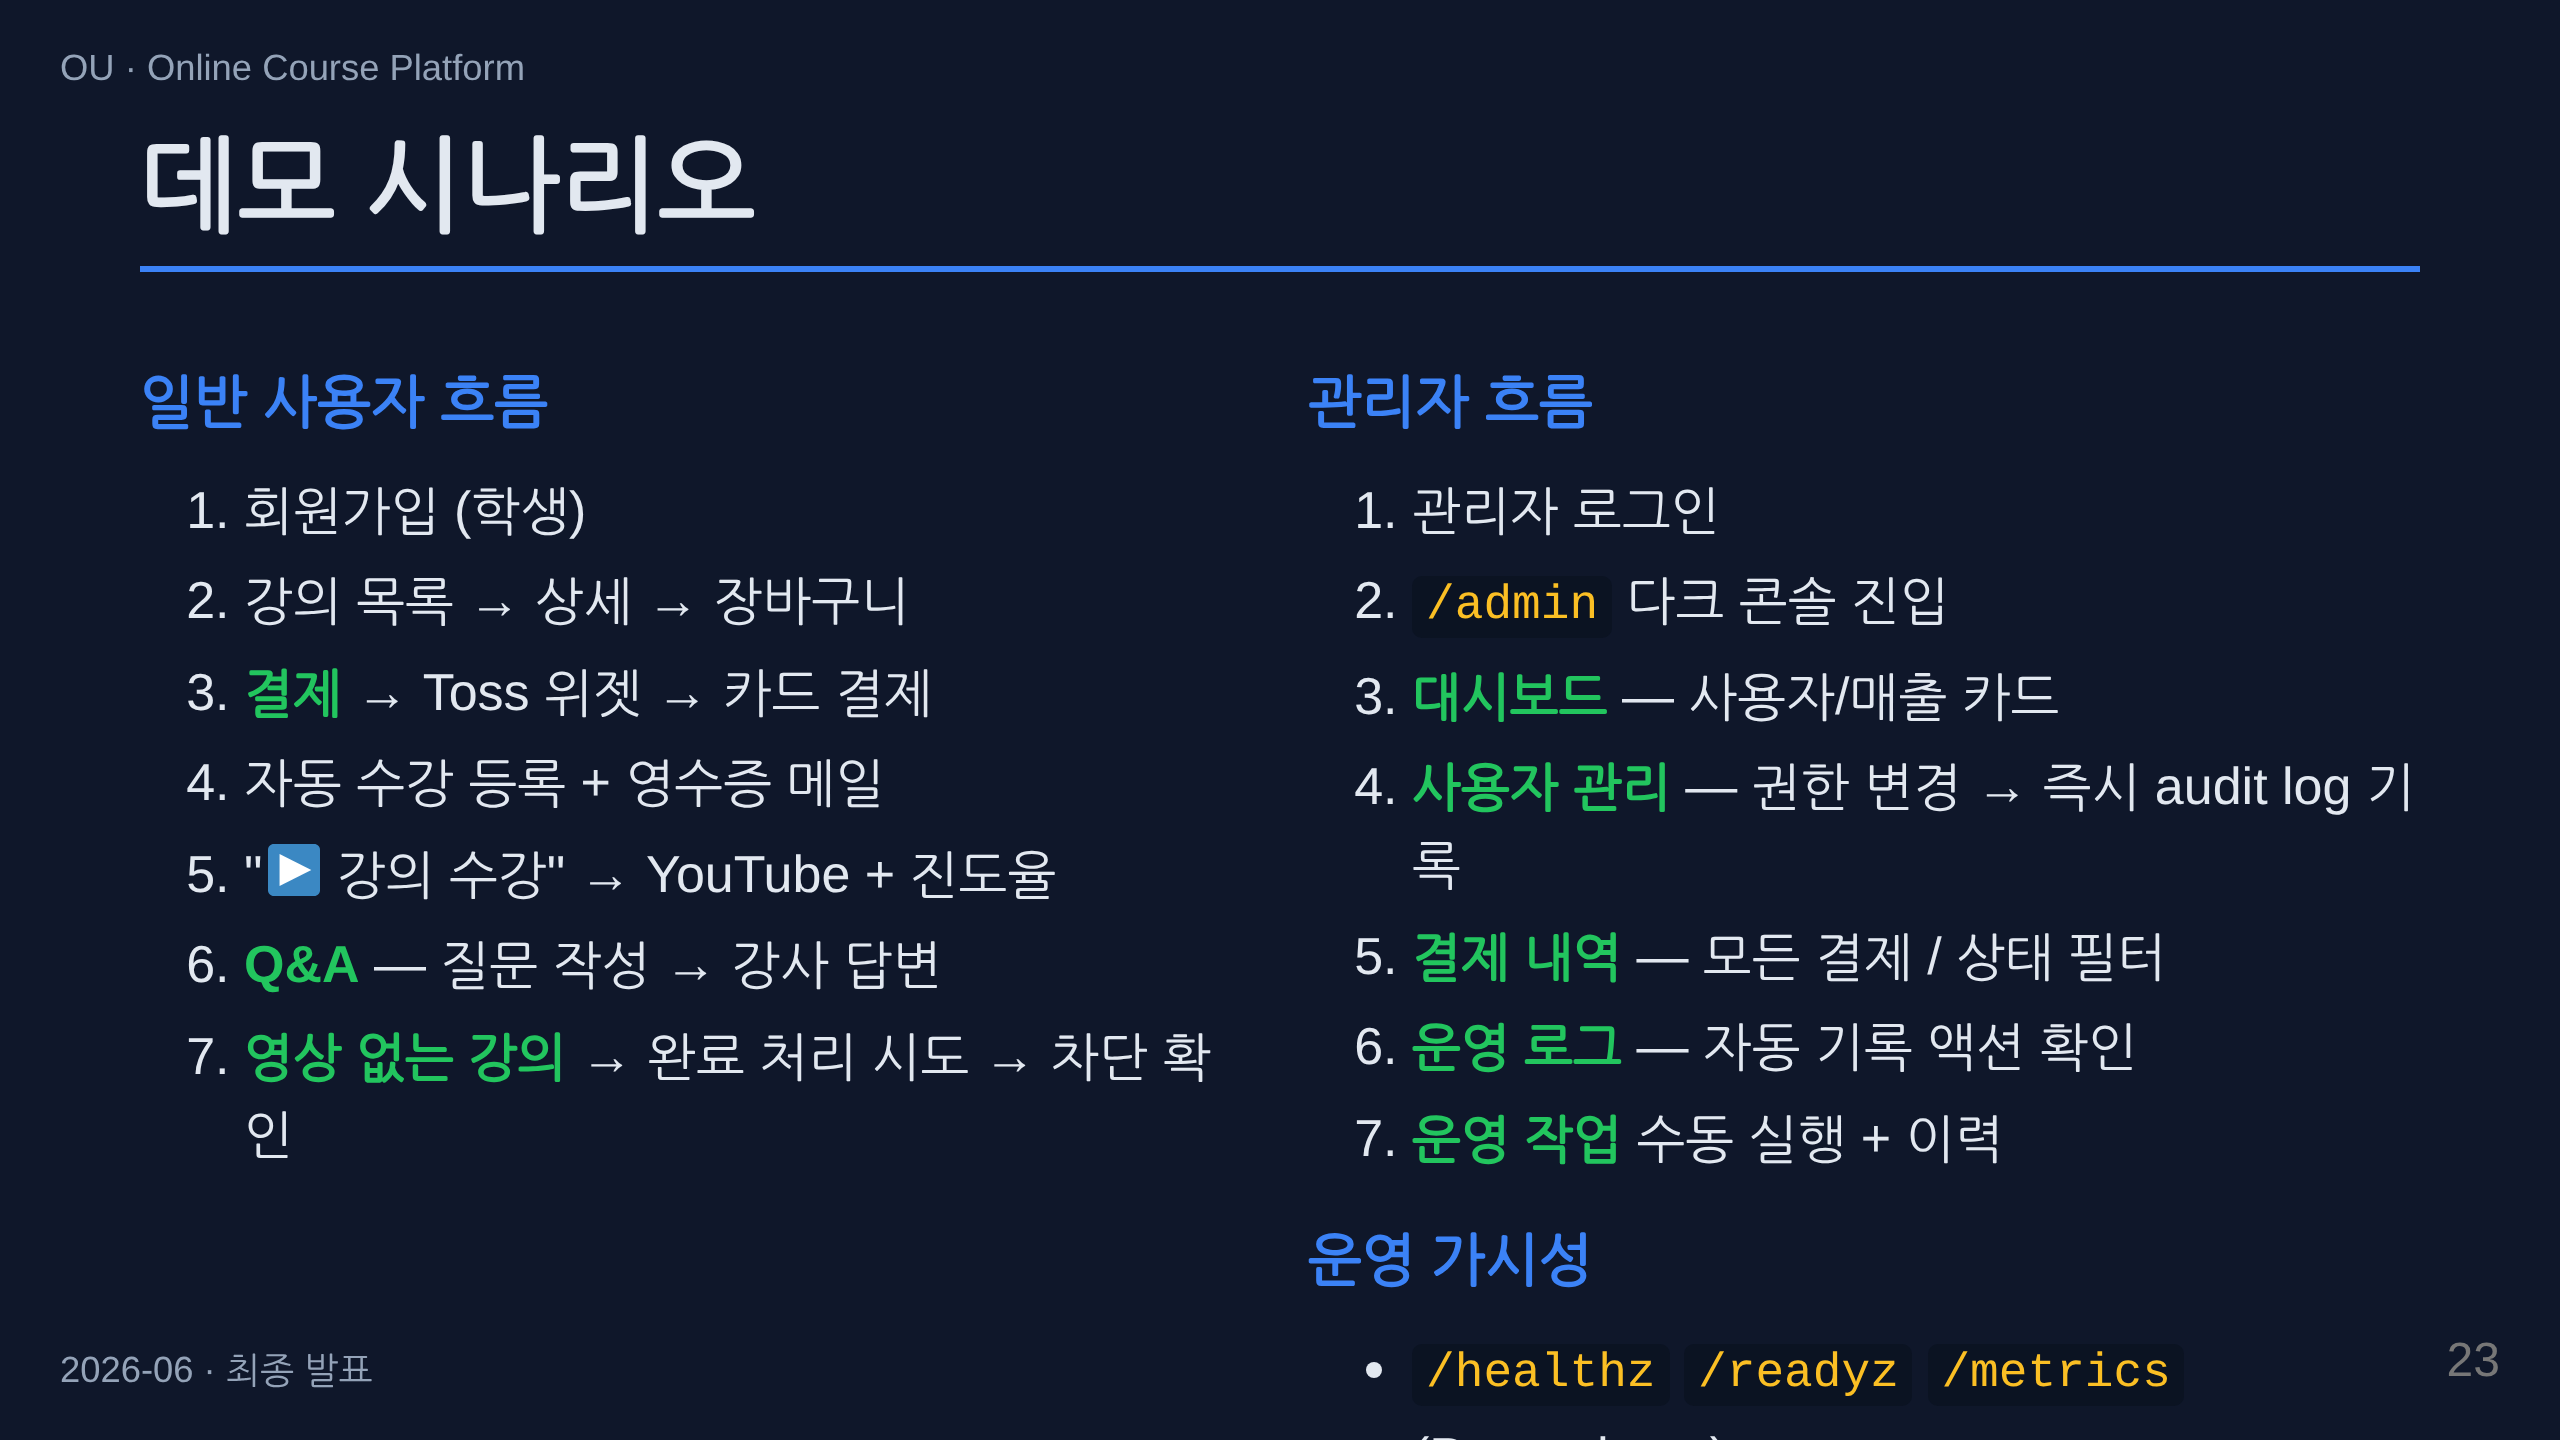 OU · Online Course Platform
데모 시나리오
일반 사용자 흐름
1. 회원가입 (학생)
2. 강의 목록 → 상세 → 장바구니
3. 결제 → Toss 위젯 → 카드 결제
4. 자동 수강 등록 + 영수증 메일
5. "▶ 강의 수강" → YouTube + 진도율
6. Q&A — 질문 작성 → 강사 답변
7. 영상 없는 강의 → 완료 처리 시도 → 차단 확
인
관리자 흐름
1. 관리자 로그인
2. /admin 다크 콘솔 진입
3. 대시보드 — 사용자/매출 카드
4. 사용자 관리 — 권한 변경 → 즉시 audit log 기
록
5. 결제 내역 — 모든 결제 / 상태 필터
6. 운영 로그 — 자동 기록 액션 확인
7. 운영 작업 수동 실행 + 이력
운영 가시성
• /healthz /readyz /metrics
2026-06 · 최종 발표
23